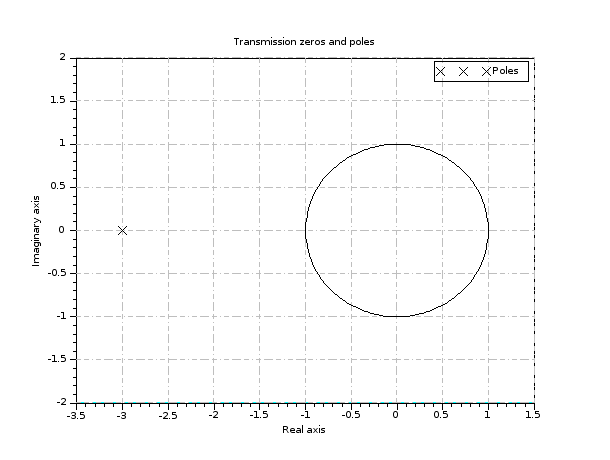 Transmission zeros and poles
Poles
2
1.5
1
0.5
0
-0.5
-1
-1.5
-2
Imaginary axis
-3.5 -3 -2.5 -2 -1.5 -1 -0.5 0 0.5 1 1.5
Real axis